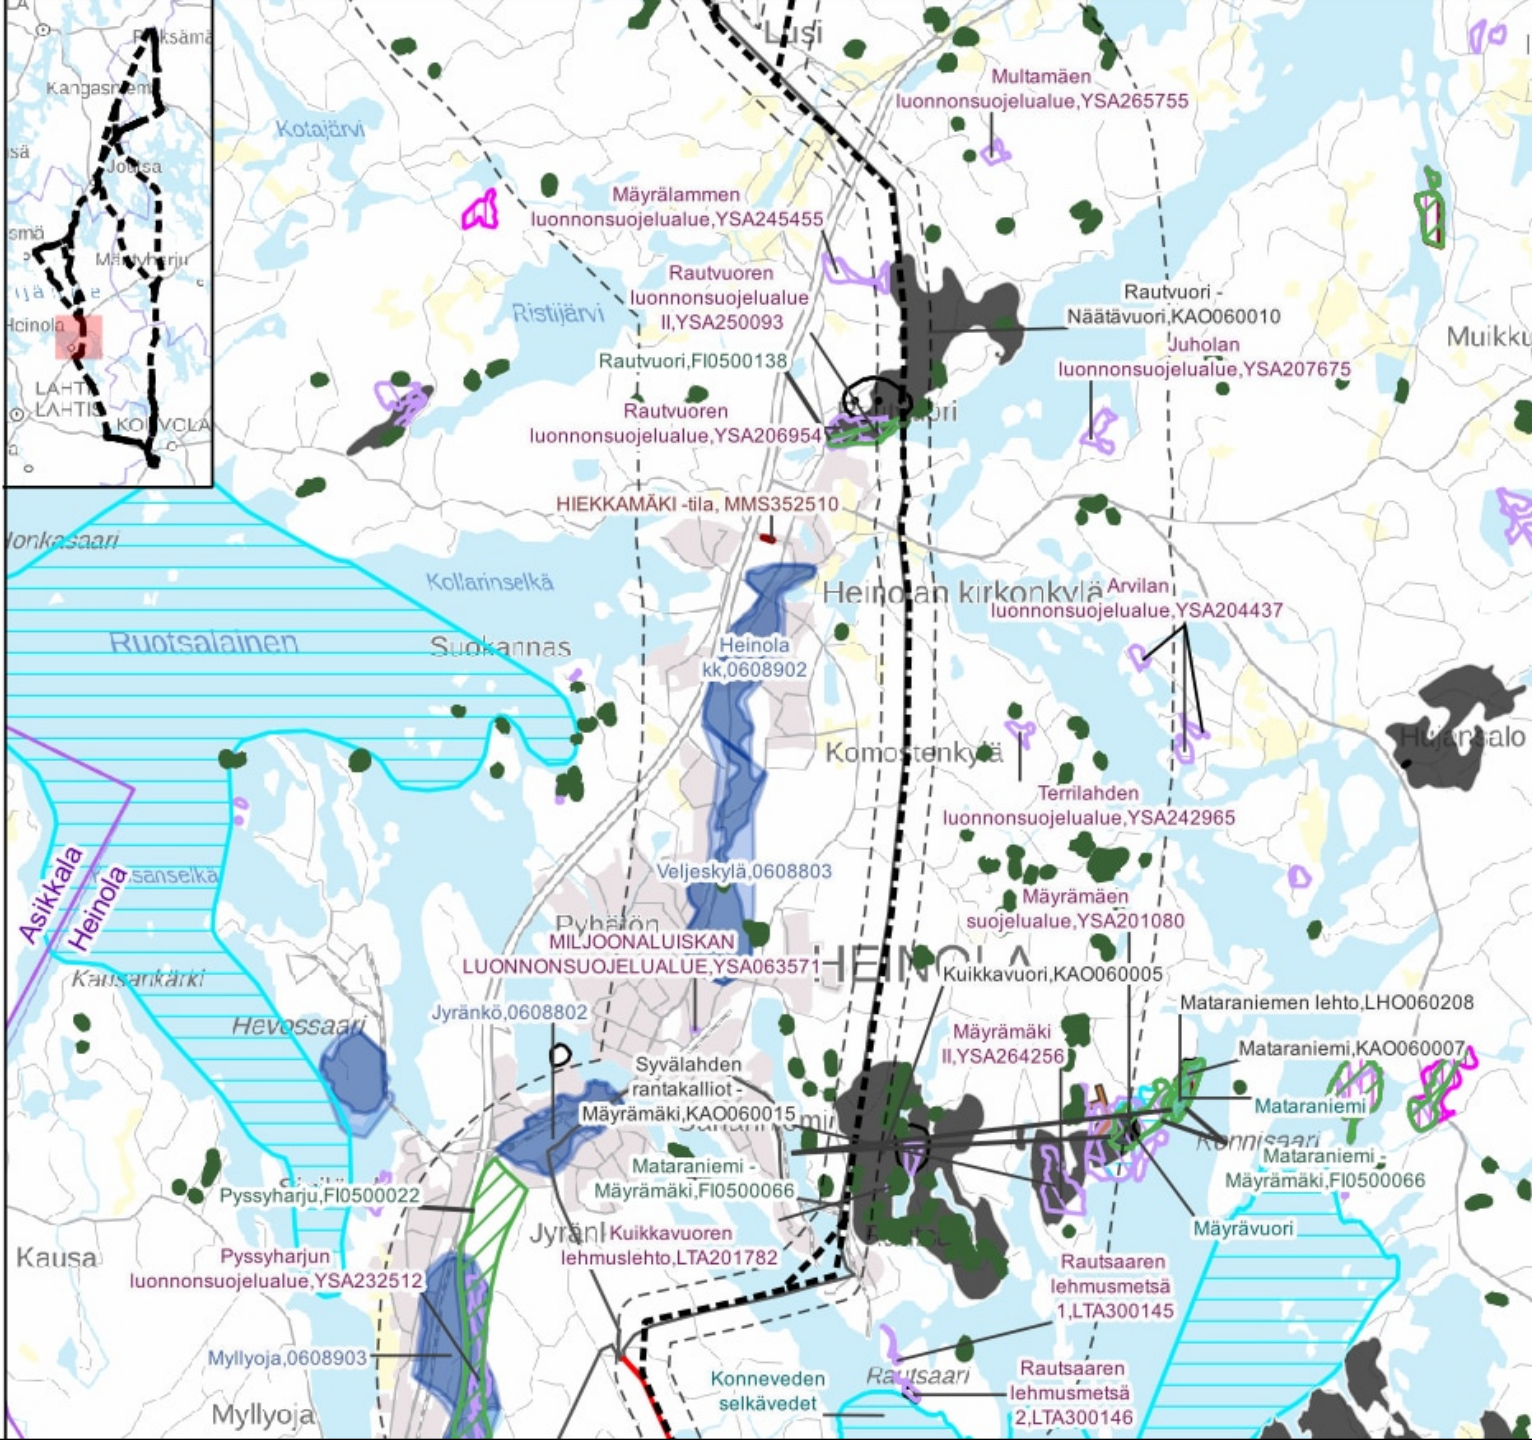 Kangasniemi
Joutsa
Mäntyharju
Heinola
LAHTI
LAHTIS
KOUVOLA
Lusi
Kotajärvi
Multamäen
luonnonsuojelualue,YSA265755
Mäyrälammen
luonnonsuojelualue,YSA245455
Rautvuoren
luonnonsuojelualue
II,YSA250093
Ristijärvi
Rautvuori -
Näätävuori,KAO060010
Muikku
Juholan
luonnonsuojelualue,YSA207675
Rautvuori,FI0500138
Rautvuoren
luonnonsuojelualue,YSA206954
HIEKKAMÄKI -tila, MMS352510
Kollarinselkä
Heinolan kirkonkylä
Arvilan
luonnonsuojelualue,YSA204437
Ruotsalainen
Suokannas
Heinola
kk,0608902
Komostenkylä
Hujansalo
Terrilahden
luonnonsuojelualue,YSA242965
Asikkala
Heinola
Veljeskylä,0608803
Mäyrämäen
suojelualue,YSA201080
MILJOONALUISKAN
LUONNONSUOJELUALUE,YSA063571
HEINOLA
Kuikkavuori,KAO060005
Kausankärki
Mataraniemen lehto,LHO060208
Hevossaari
Jyränkö,0608802
Mäyrämäki
II,YSA264256
Mataraniemi,KAO060007
Syvälahden
rantakalliot -
Mäyrämäki,KAO060015
Mataraniemi
Konnisaari
Mataraniemi -
Mäyrämäki,FI0500066
Mataraniemi -
Mäyrämäki,FI0500066
Pyssyharju,FI0500022
Mäyrävuori
Kausa
Kuikkavuoren
lehmuslehto,LTA201782
Pyssyharjun
luonnonsuojelualue,YSA232512
Rautsaaren
lehmusmetsä
1,LTA300145
Myllyoja,0608903
Rautsaari
Konneveden
selkävedet
Rautsaaren
lehmusmetsä
2,LTA300146
Myllyoja